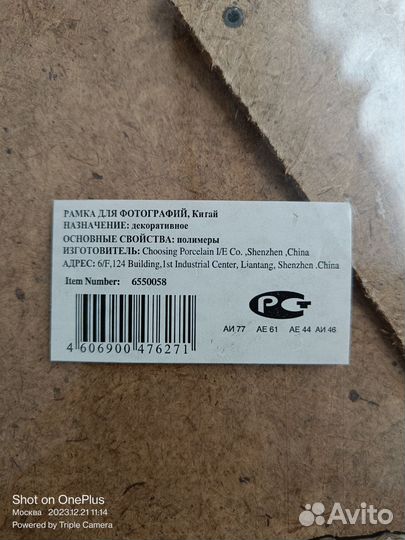 РАМКА ДЛЯ ФОТОГРАФИЙ, Китай
НАЗНАЧЕНИЕ: декоративное
ОСНОВНЫЕ СВОЙСТВА: полимеры
ИЗГОТОВИТЕЛЬ: Choosing Porcelain I/E Co. ,Shenzhen ,China
АДРЕС: 6/F,124 Building,1st Industrial Center, Liantang, Shenzhen .China
Item Number: 6550058
РСТ
АИ 77 АЕ 61 АЕ 44 АИ 46
4 606900 476271
Shot on OnePlus
Москва 2023.12.21 11:14
Powered by Triple Camera
Avito